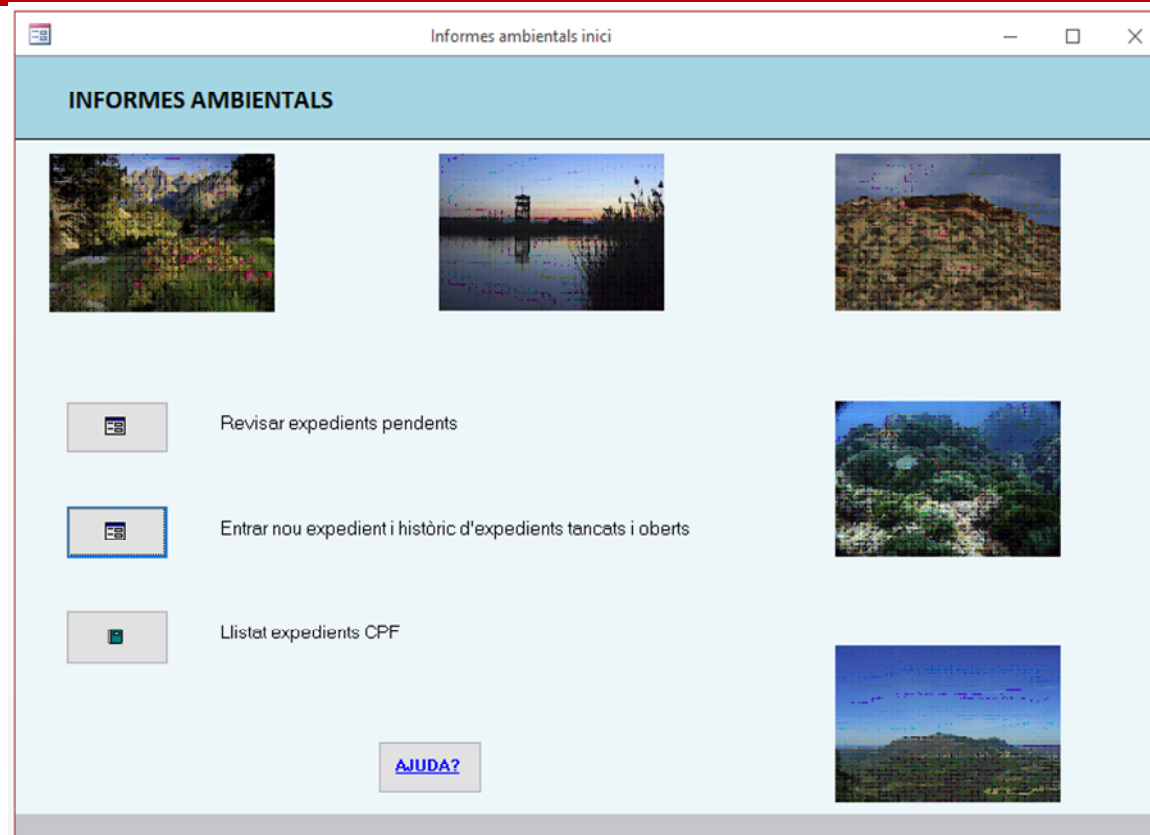 Informes ambientals inici
INFORMES AMBIENTALS
Revisar expedients pendents
Entrar nou expedient i històric d'expedients tancats i oberts
Llistat expedients CPF
AJUDA?